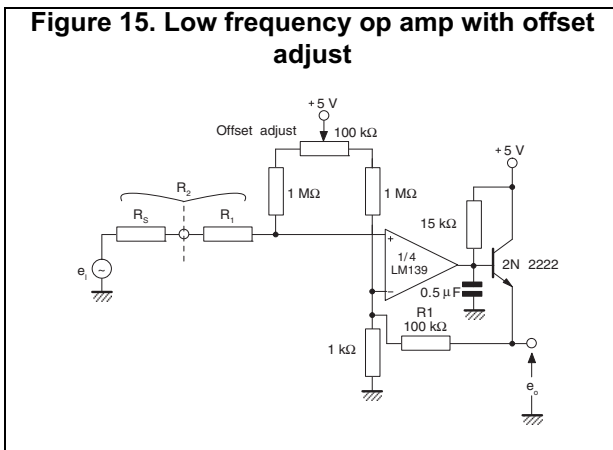 Figure 15. Low frequency op amp with offset
adjust
+5 V
Offset adjust
100 kΩ
+5 V
R2
1 MΩ
1 MΩ
15 kΩ
RS
R1
+
1/4
LM139
2N 2222
eI
−
0.5 μF
R1
100 kΩ
1 kΩ
eo